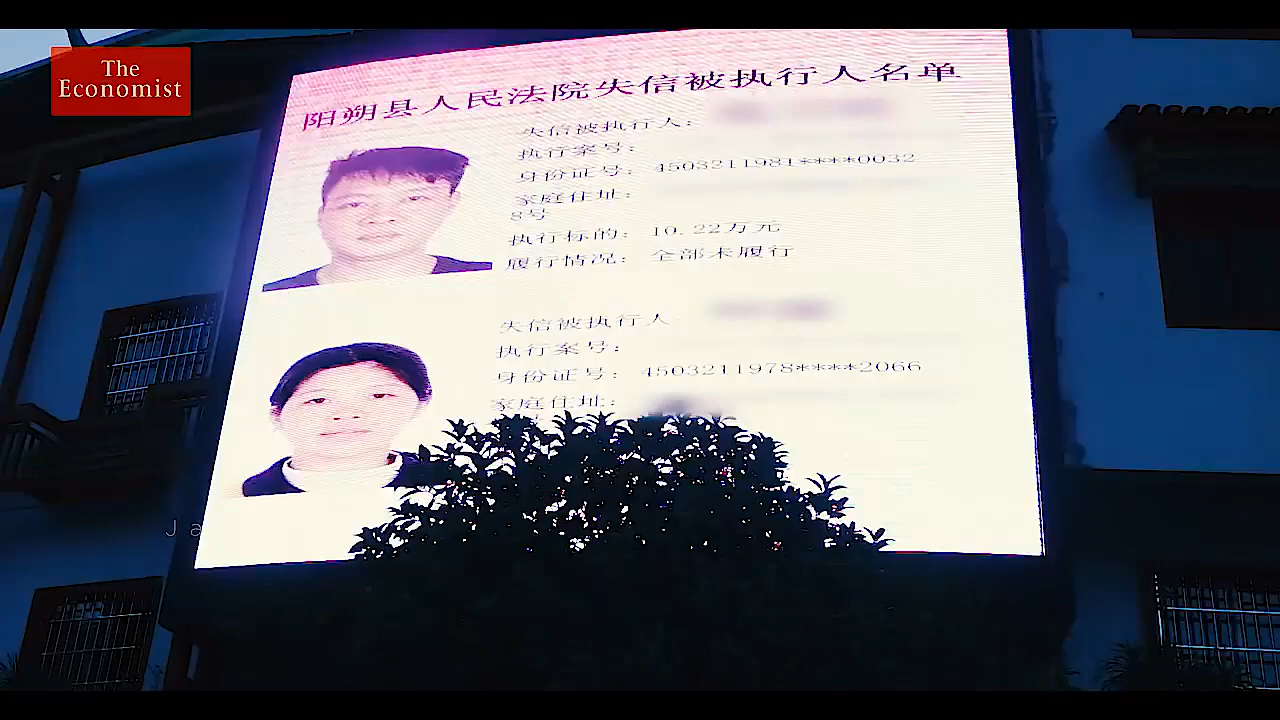 The
Economist
阳朔县人民法院失信被执行人名单
失信被执行人:
执行案号:
身份证号: 4503211981****0032
家庭住址:
8号
执行标的: 10.22万元
履行情况: 全部未履行
失信被执行人
执行案号:
身份证号: 4503211978****2066
家庭住址:
Ja